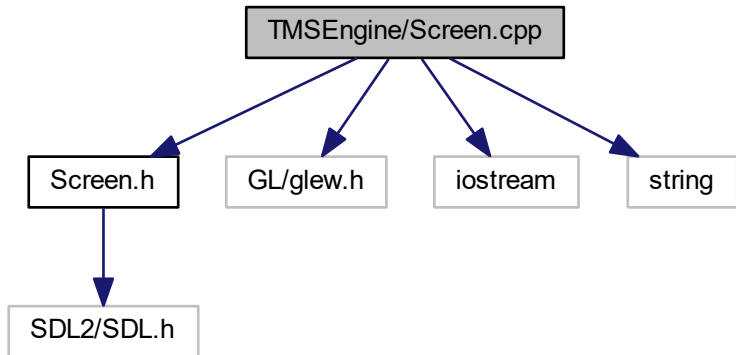 TMSEngine/Screen.cpp
Screen.h
GL/glew.h
iostream
string
SDL2/SDL.h